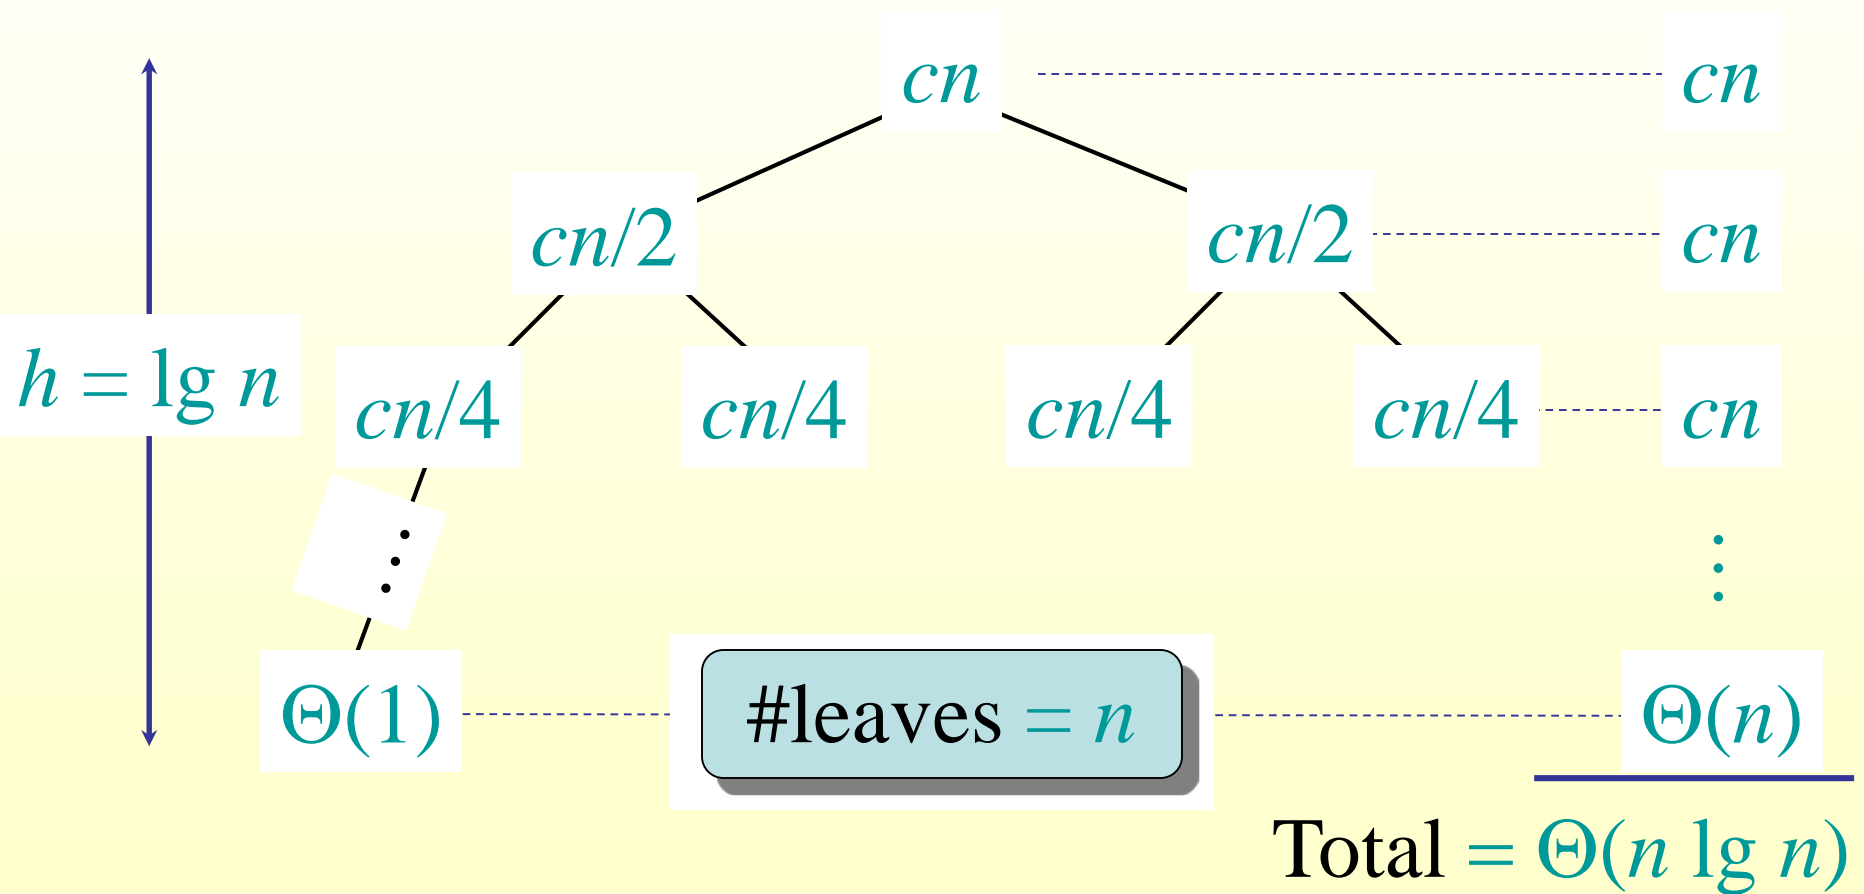 cn cn
cn/2 cn/2 cn
h = lg n cn/4 cn/4 cn/4 cn/4 cn
⋮ ⋮
Θ(1) #leaves = n Θ(n)
Total = Θ(n lg n)